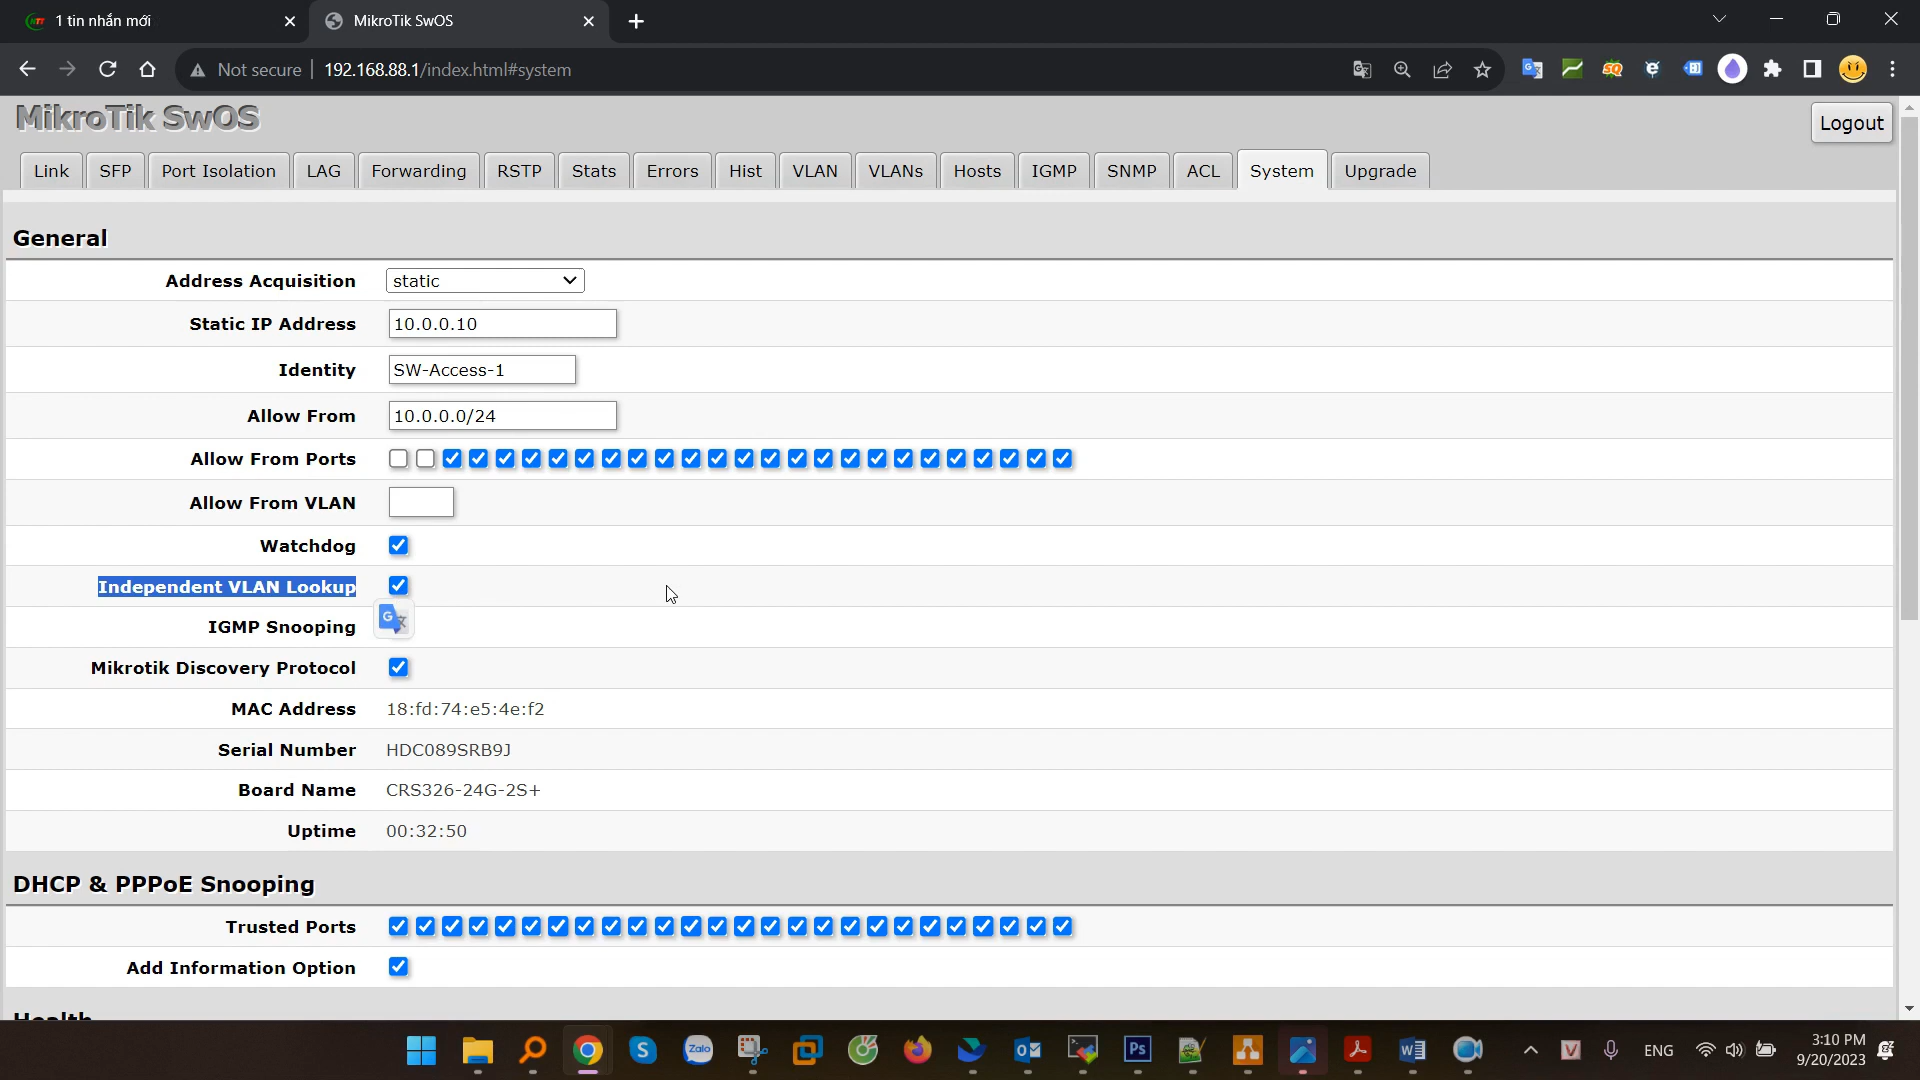 1 tin nhắn mới
MikroTik SwOS
Not secure
192.168.88.1/index.html#system
MikroTik SwOS
Logout
Link SFP Port Isolation LAG Forwarding RSTP Stats Errors Hist VLAN VLANs Hosts IGMP SNMP ACL System Upgrade
General
Address Acquisition static
Static IP Address 10.0.0.10
Identity SW-Access-1
Allow From 10.0.0.0/24
Allow From Ports
Allow From VLAN
Watchdog
Independent VLAN Lookup
IGMP Snooping
Mikrotik Discovery Protocol
MAC Address 18:fd:74:e5:4e:f2
Serial Number HDC089SRB9J
Board Name CRS326-24G-2S+
Uptime 00:32:50
DHCP & PPPoE Snooping
Trusted Ports
Add Information Option
Health
Zalo
Ps
ENG
3:10 PM
9/20/2023